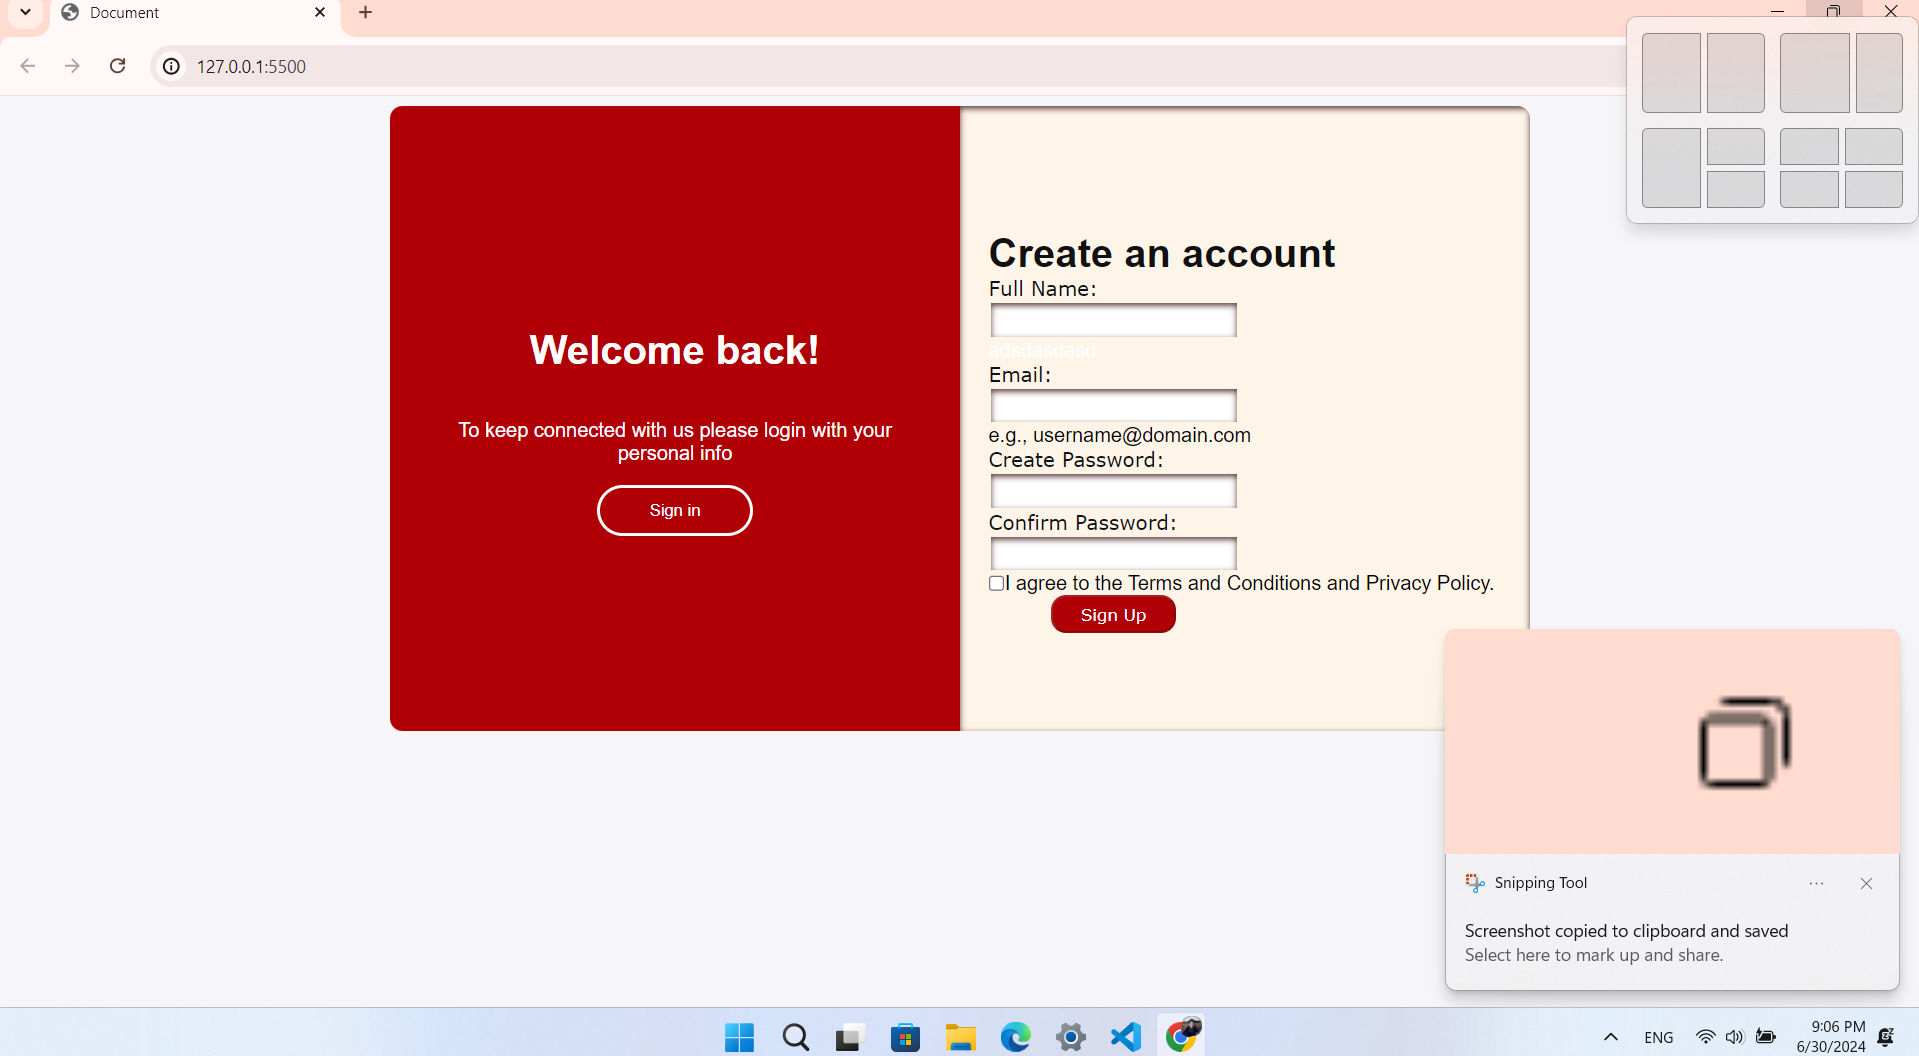 Document
127.0.0.1:5500
Welcome back!
To keep connected with us please login with your
personal info
Sign in
Create an account
Full Name:
adsdasdasd
Email:
e.g., username@domain.com
Create Password:
Confirm Password:
I agree to the Terms and Conditions and Privacy Policy.
Sign Up
Snipping Tool
Screenshot copied to clipboard and saved
Select here to mark up and share.
ENG
9:06 PM
6/30/2024